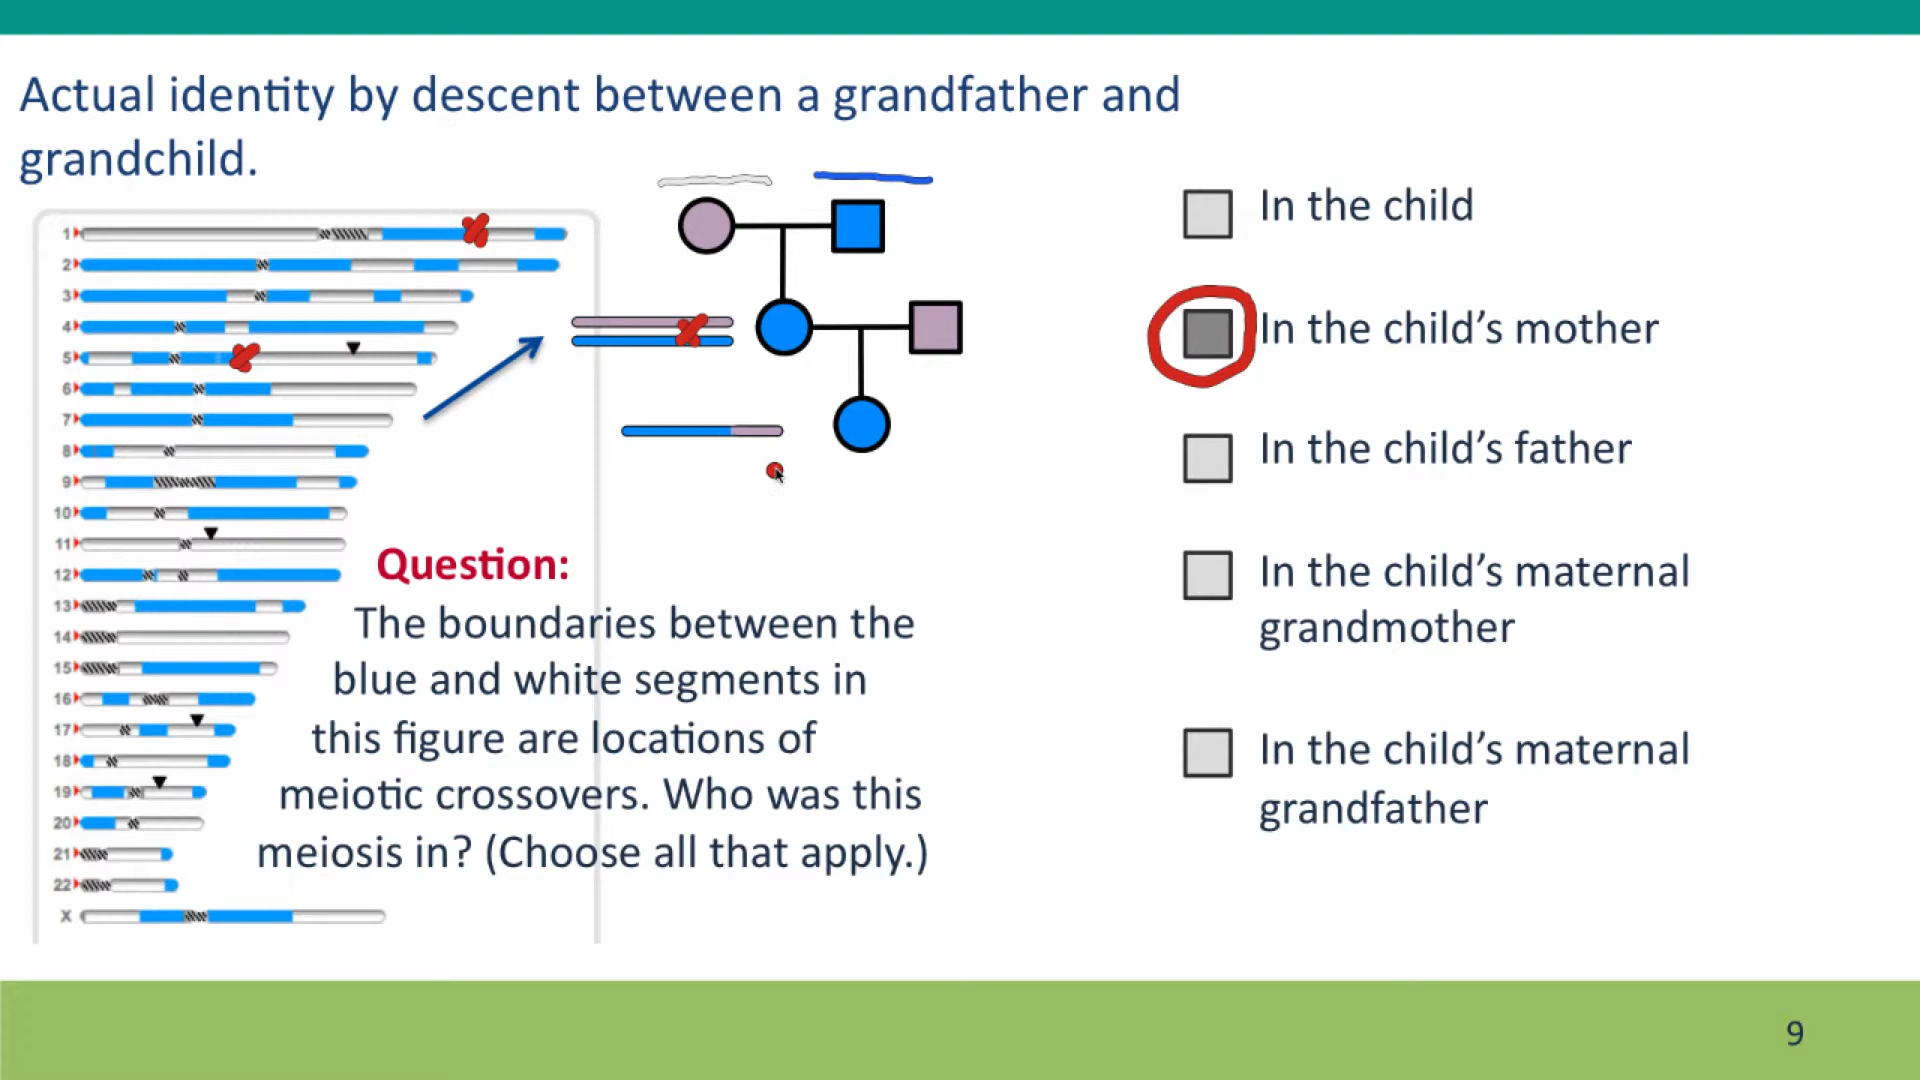 Actual identity by descent between a grandfather and
grandchild.
1
2
3
4
5
6
7
8
9
10
11
12
13
14
15
16
17
18
19
20
21
22
X
Question:
The boundaries between the
blue and white segments in
this figure are locations of
meiotic crossovers. Who was this
meiosis in? (Choose all that apply.)
In the child
In the child's mother
In the child's father
In the child's maternal
grandmother
In the child's maternal
grandfather
9